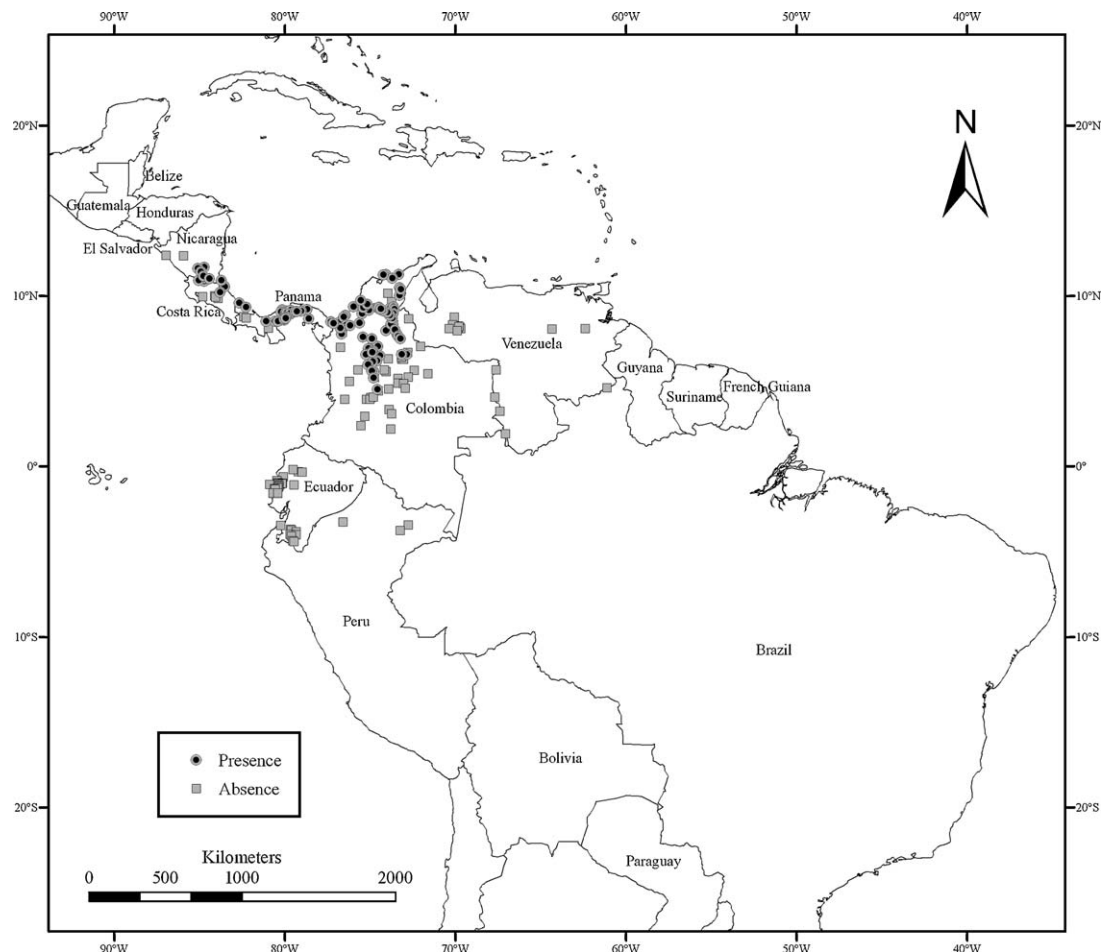 90°W 80°W 70°W 60°W 50°W 40°W
20°N 20°N
N
Belize
Guatemala
Honduras
Nicaragua
El Salvador
10°N Panama 10°N
Costa Rica
Venezuela
Guyana
French Guiana
Suriname
Colombia
0° 0°
Ecuador
Peru
Brazil
10°S 10°S
Bolivia
Presence
Absence
20°S 20°S
Kilometers
Paraguay
0 500 1000 2000
90°W 80°W 70°W 60°W 50°W 40°W